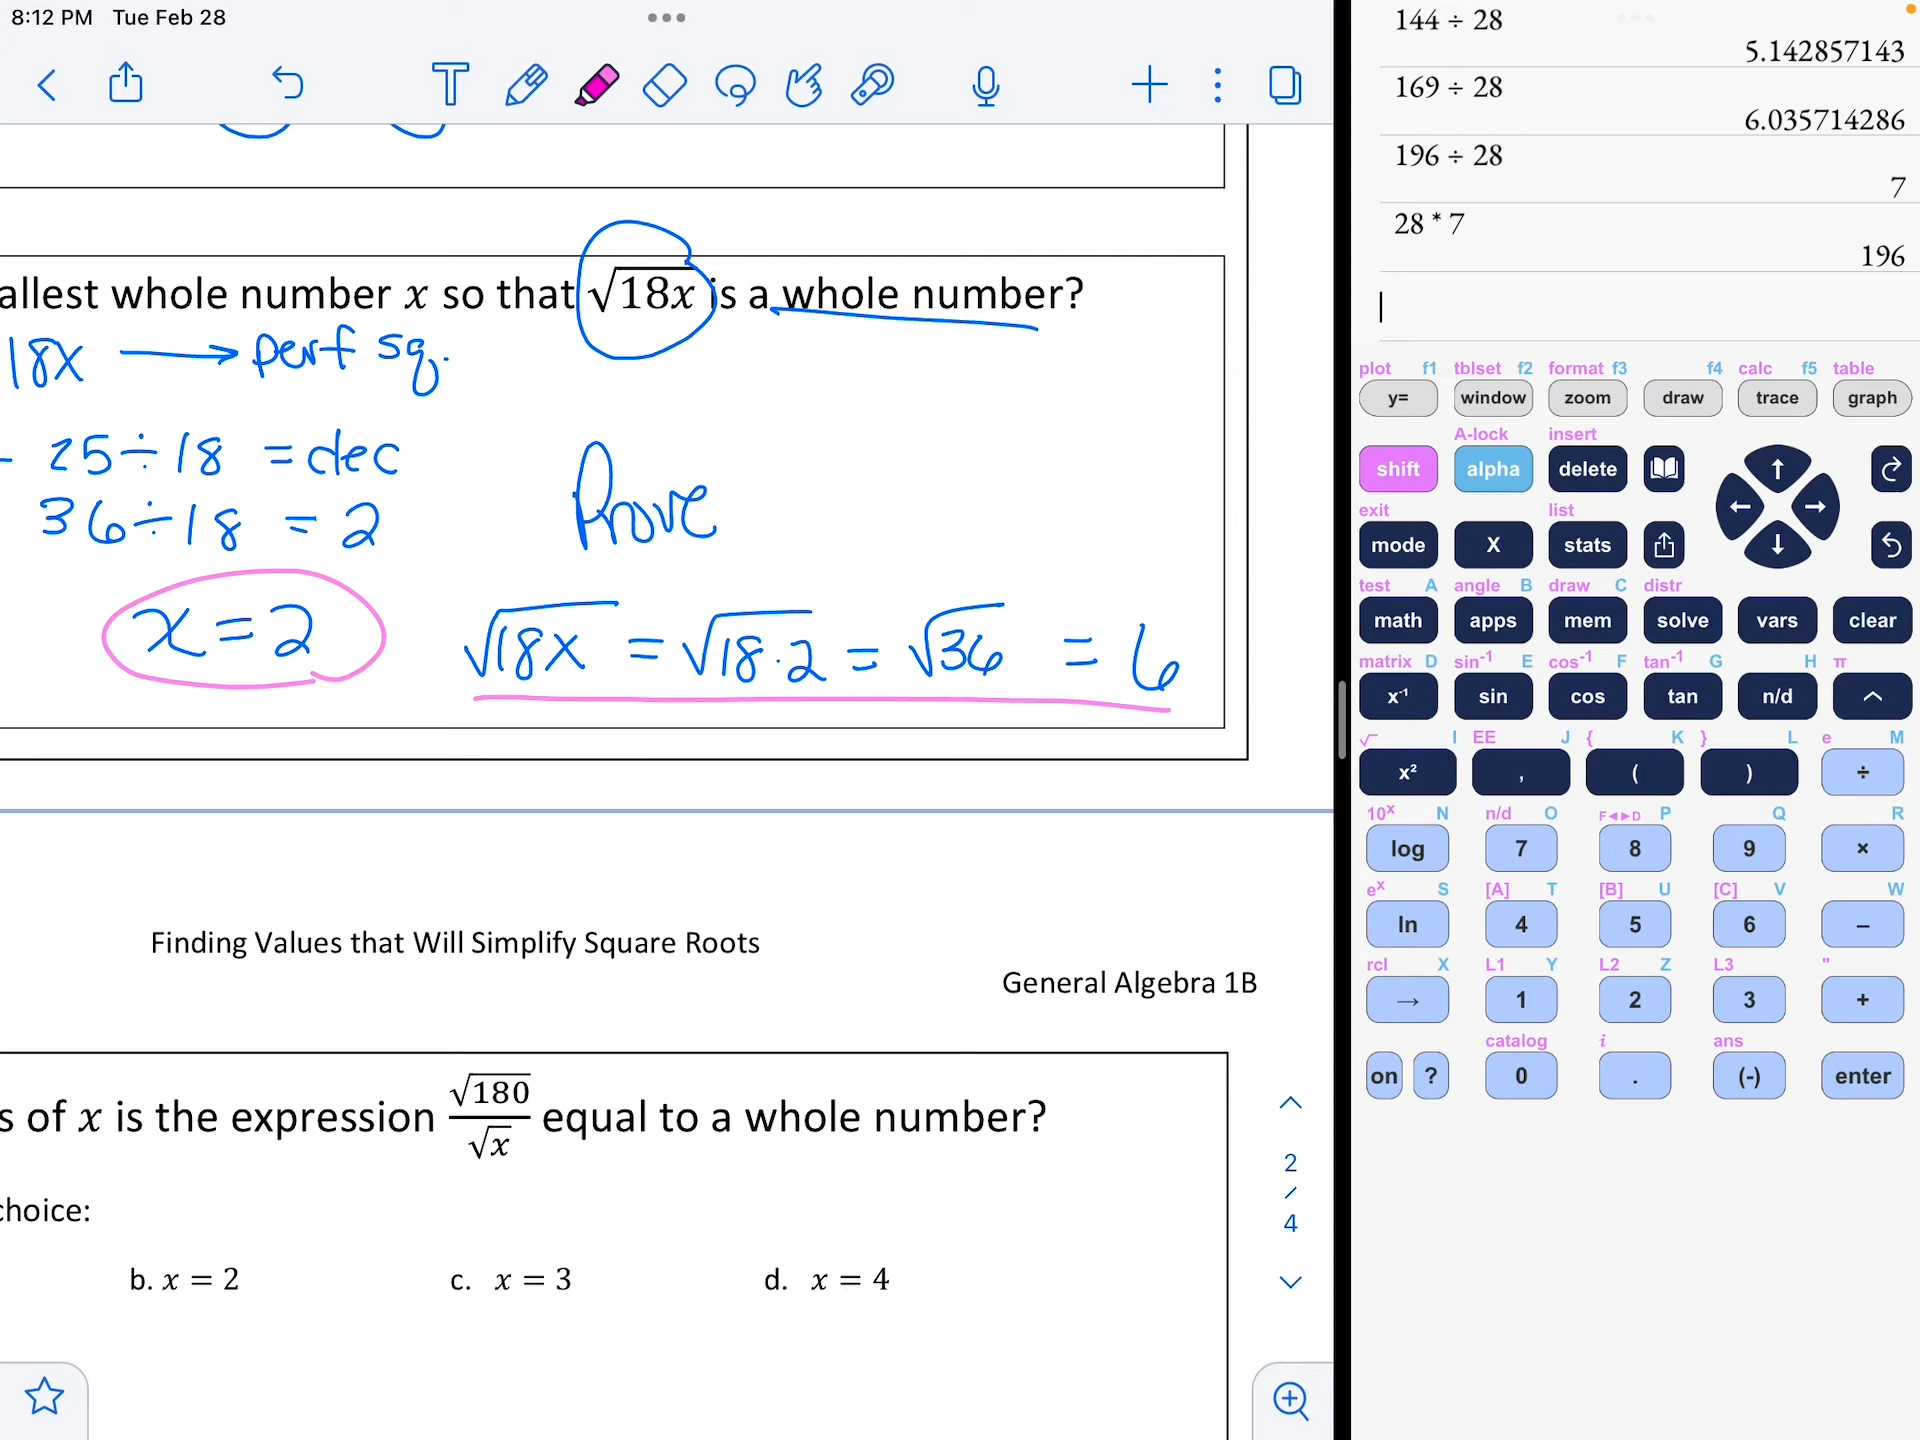 8:12 PM Tue Feb 28
allest whole number x so that √18x is a whole number?
18x → perf sq.
- 25÷18 = dec
36÷18 = 2
Prove
x=2
√18x = √18·2 = √36 = 6
Finding Values that Will Simplify Square Roots
General Algebra 1B
s of x is the expression √180/√x equal to a whole number?
choice:
b. x = 2 c. x = 3 d. x = 4
2
/
4
144 ÷ 28
5.142857143
169 ÷ 28
6.035714286
196 ÷ 28
7
28 * 7
196
plot f1 tblset f2 format f3 f4 calc f5 table
y= window zoom draw trace graph
A-lock insert
shift alpha delete
exit list
mode X stats
test A angle B draw C distr
math apps mem solve vars clear
matrix D sin⁻¹ E cos⁻¹ F tan⁻¹ G H π
x⁻¹ sin cos tan n/d ^
√ I EE J { K } L e M
x² , ( ) ÷
10ˣ N n/d O F◄►D P Q R
log 7 8 9 ×
eˣ S [A] T [B] U [C] V W
ln 4 5 6 −
rcl X L1 Y L2 Z L3 "
→ 1 2 3 +
catalog i ans
on ? 0 . (-) enter